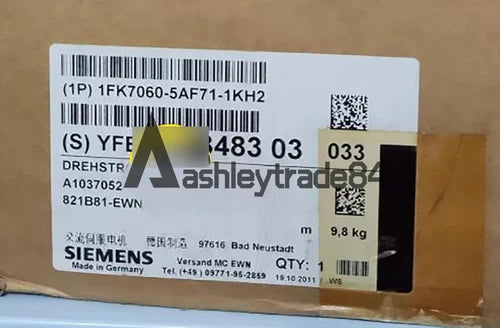 (1P) 1FK7060-5AF71-1KH2
(S) YFE 483 03 033
ashleytrade84
A1037052
821B81-EWN
m 9,8 kg
交流伺服电机 德国制造 97616 Bad Neustadt
SIEMENS Versand MC EWN QTY: 1
Made in Germany Tel. (+49) 09771-95-2859 19.10.2011 / WS